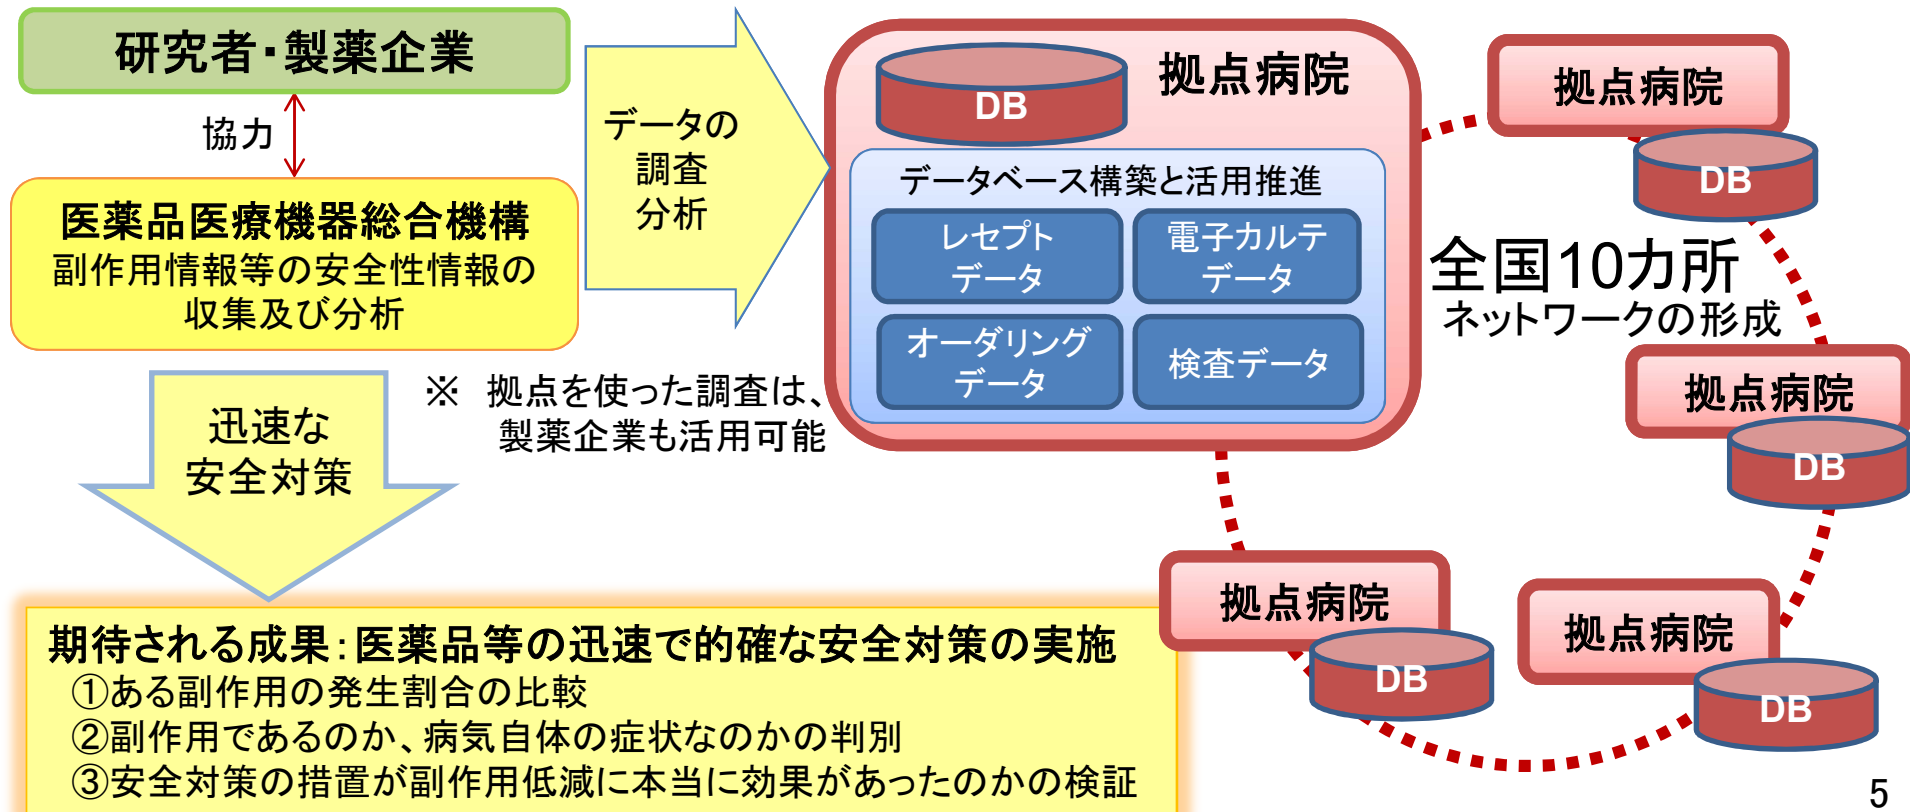 研究者・製薬企業
協力
医薬品医療機器総合機構
副作用情報等の安全性情報の
収集及び分析
データの
調査
分析
拠点病院
DB
データベース構築と活用推進
レセプト
データ
電子カルテ
データ
オーダリング
データ
検査データ
※　拠点を使った調査は、
製薬企業も活用可能
迅速な
安全対策
拠点病院
DB
全国10カ所
ネットワークの形成
拠点病院
DB
拠点病院
DB
拠点病院
DB
期待される成果：医薬品等の迅速で的確な安全対策の実施
①ある副作用の発生割合の比較
②副作用であるのか、病気自体の症状なのかの判別
③安全対策の措置が副作用低減に本当に効果があったのかの検証
5